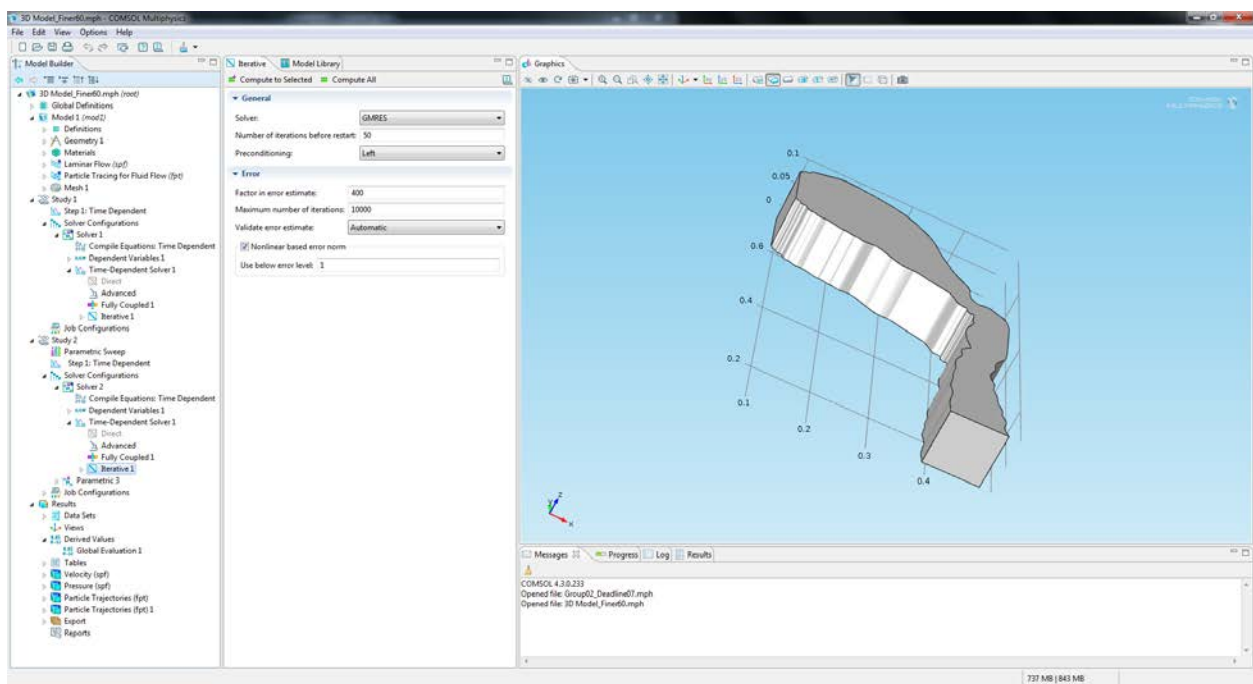 3D Model_Finer60.mph - COMSOL Multiphysics
File Edit View Options Help
Model Builder
3D Model_Finer60.mph (root)
Global Definitions
Model 1 (mod2)
Definitions
Geometry 1
Materials
Laminar Flow (spf)
Particle Tracing for Fluid Flow (fpt)
Mesh 1
Study 1
Step 1: Time Dependent
Solver Configurations
Solver 1
Compile Equations: Time Dependent
Dependent Variables 1
Time-Dependent Solver 1
Direct
Advanced
Fully Coupled 1
Iterative 1
Job Configurations
Study 2
Parametric Sweep
Step 1: Time Dependent
Solver Configurations
Solver 2
Compile Equations: Time Dependent
Dependent Variables 1
Time-Dependent Solver 1
Direct
Advanced
Fully Coupled 1
Iterative 1
Parametric 3
Job Configurations
Results
Data Sets
Views
Derived Values
Global Evaluation 1
Tables
Velocity (spf)
Pressure (spf)
Particle Trajectories (fpt)
Particle Trajectories (fpt) 1
Export
Reports
Iterative Model Library
Compute to Selected Compute All
General
Solver: GMRES
Number of iterations before restart: 50
Preconditioning: Left
Error
Factor in error estimate: 400
Maximum number of iterations: 10000
Validate error estimate: Automatic
Nonlinear based error norm
Use below error level: 1
Graphics
0.1
0.05
0
0.6
0.4
0.2
0.1
0.2
0.3
0.4
y z
x
Messages Progress Log Results
COMSOL 4.3.0.233
Opened file: Group02_Deadline07.mph
Opened file: 3D Model_Finer60.mph
737 MB | 843 MB